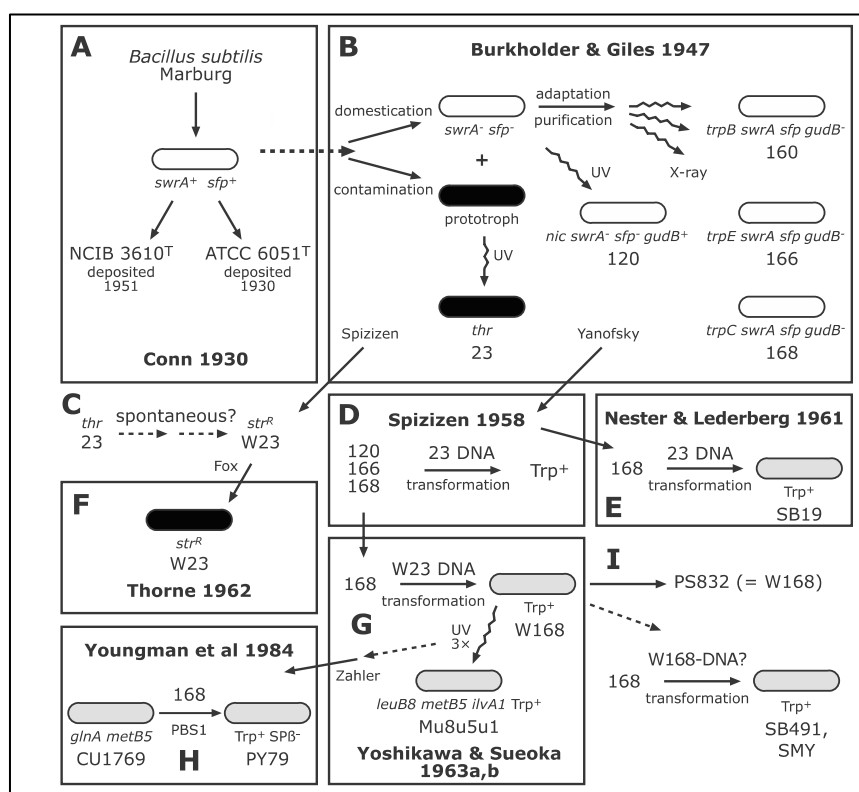 A
Bacillus subtilis
Marburg
swrA⁺ sfp⁺
NCIB 3610ᵀ
deposited
1951
ATCC 6051ᵀ
deposited
1930
Conn 1930
B
Burkholder & Giles 1947
domestication
contamination
swrA⁻ sfp⁻
+
prototroph
UV
thr
23
adaptation
purification
UV
X-ray
nic swrA⁻ sfp⁻ gudB⁺
120
trpB swrA sfp gudB⁻
160
trpE swrA sfp gudB⁻
166
trpC swrA sfp gudB⁻
168
Spizizen
Yanofsky
C
thr
23
spontaneous?
strᴿ
W23
Fox
D
Spizizen 1958
120
166
168
23 DNA
transformation
Trp⁺
Nester & Lederberg 1961
168
23 DNA
transformation
Trp⁺
SB19
E
F
strᴿ
W23
Thorne 1962
168
W23 DNA
transformation
Trp⁺
W168
G
UV
3×
leuB8 metB5 ilvA1 Trp⁺
Mu8u5u1
Yoshikawa & Sueoka
1963a,b
Zahler
Youngman et al 1984
glnA metB5
CU1769
168
PBS1
H
Trp⁺ SPß⁻
PY79
I
PS832 (= W168)
168
W168-DNA?
transformation
Trp⁺
SB491,
SMY